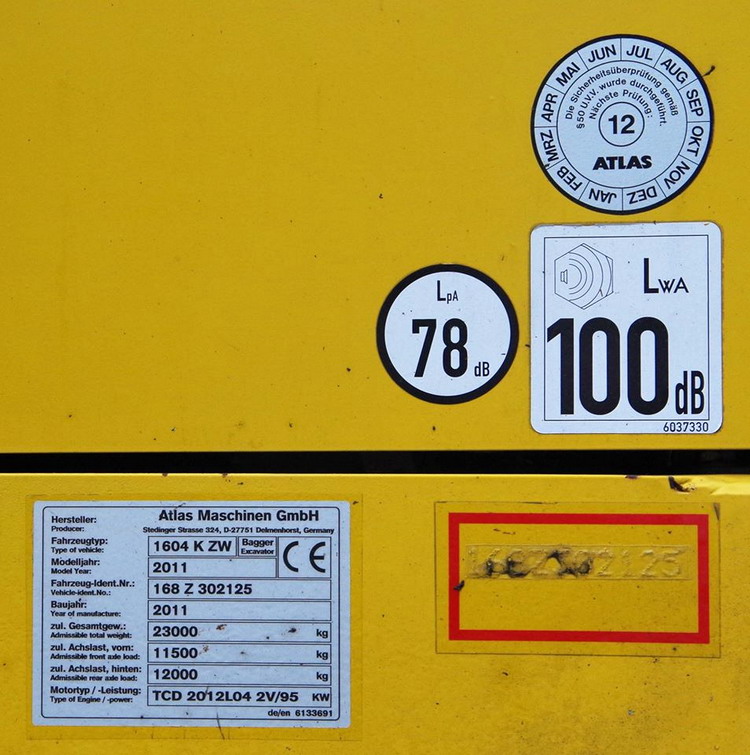 JAN FEB MRZ APR MAI JUN JUL AUG SEP OKT NOV DEZ
Die Sicherheitsüberprüfung gemäß
§50 U.V.V. wurde durchgeführt.
Nächste Prüfung:
12
ATLAS
LpA
78 dB
LWA
100 dB
6037330
Hersteller: Atlas Maschinen GmbH
Producer: Stedinger Strasse 324, D-27751 Delmenhorst, Germany
Fahrzeugtyp: 1604 K ZW Bagger CE
Type of vehicle: Excavator
Modelljahr: 2011
Model Year:
Fahrzeug-Ident.Nr.: 168 Z 302125
Vehicle-ident.No.:
Baujahr: 2011
Year of manufacture:
zul. Gesamtgew.: 23000 kg
Admissible total weight:
zul. Achslast, vorn: 11500 kg
Admissible front axle load:
zul. Achslast, hinten: 12000 kg
Admissible rear axle load:
Motortyp / -Leistung: TCD 2012L04 2V/95 KW
Type of Engine / -power:
de/en 6133691
168Z302125